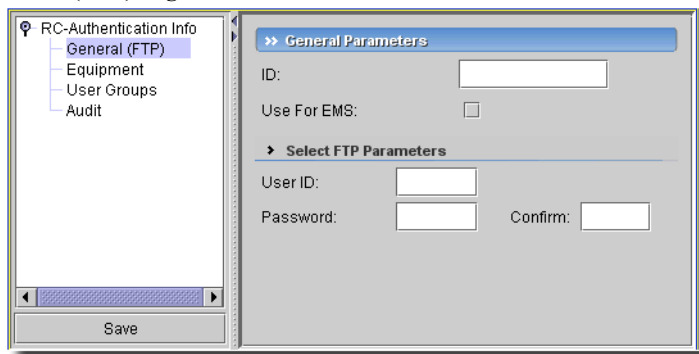 RC-Authentication Info
General (FTP)
Equipment
User Groups
Audit
Save
General Parameters
ID:
Use For EMS:
Select FTP Parameters
User ID:
Password: Confirm: